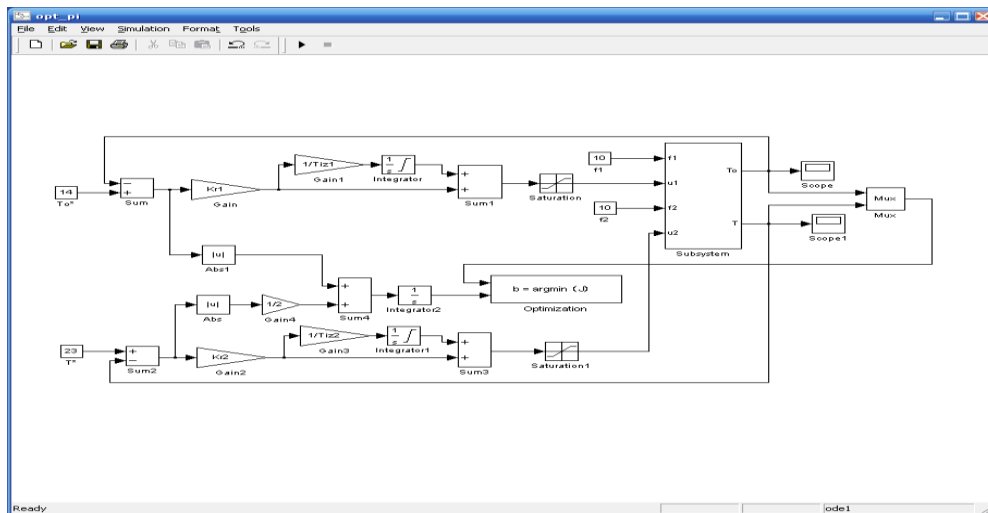 opt_pi
File Edit View Simulation Format Tools
14
To*
Sum
Kr1
Gain
1/Tiz1
Gain1
1
s
Integrator
+
+
Sum1
Saturation
10
f1
10
f2
f1
u1
f2
u2
To
T
Subsystem
Scope
Scope1
Mux
Mux
|u|
Abs1
|u|
Abs
1/2
Gain4
+
+
Sum4
1
s
Integrator2
b = argmin (J)
Optimization
23
T*
+
−
Sum2
Kr2
Gain2
1/Tiz2
Gain3
1
s
Integrator1
+
+
Sum3
Saturation1
−
+
Ready ode1